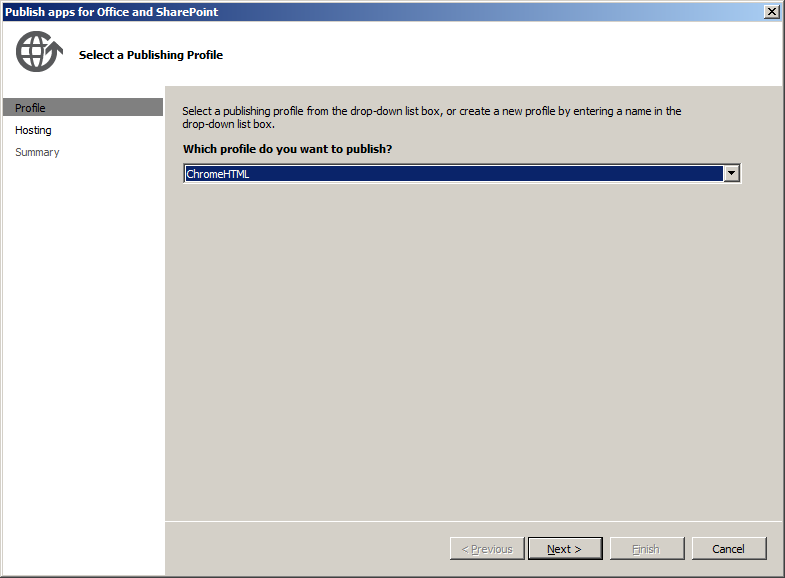 Publish apps for Office and SharePoint
Select a Publishing Profile
Profile
Hosting
Summary
Select a publishing profile from the drop-down list box, or create a new profile by entering a name in the
drop-down list box.
Which profile do you want to publish?
ChromeHTML
< Previous
Next >
Finish
Cancel